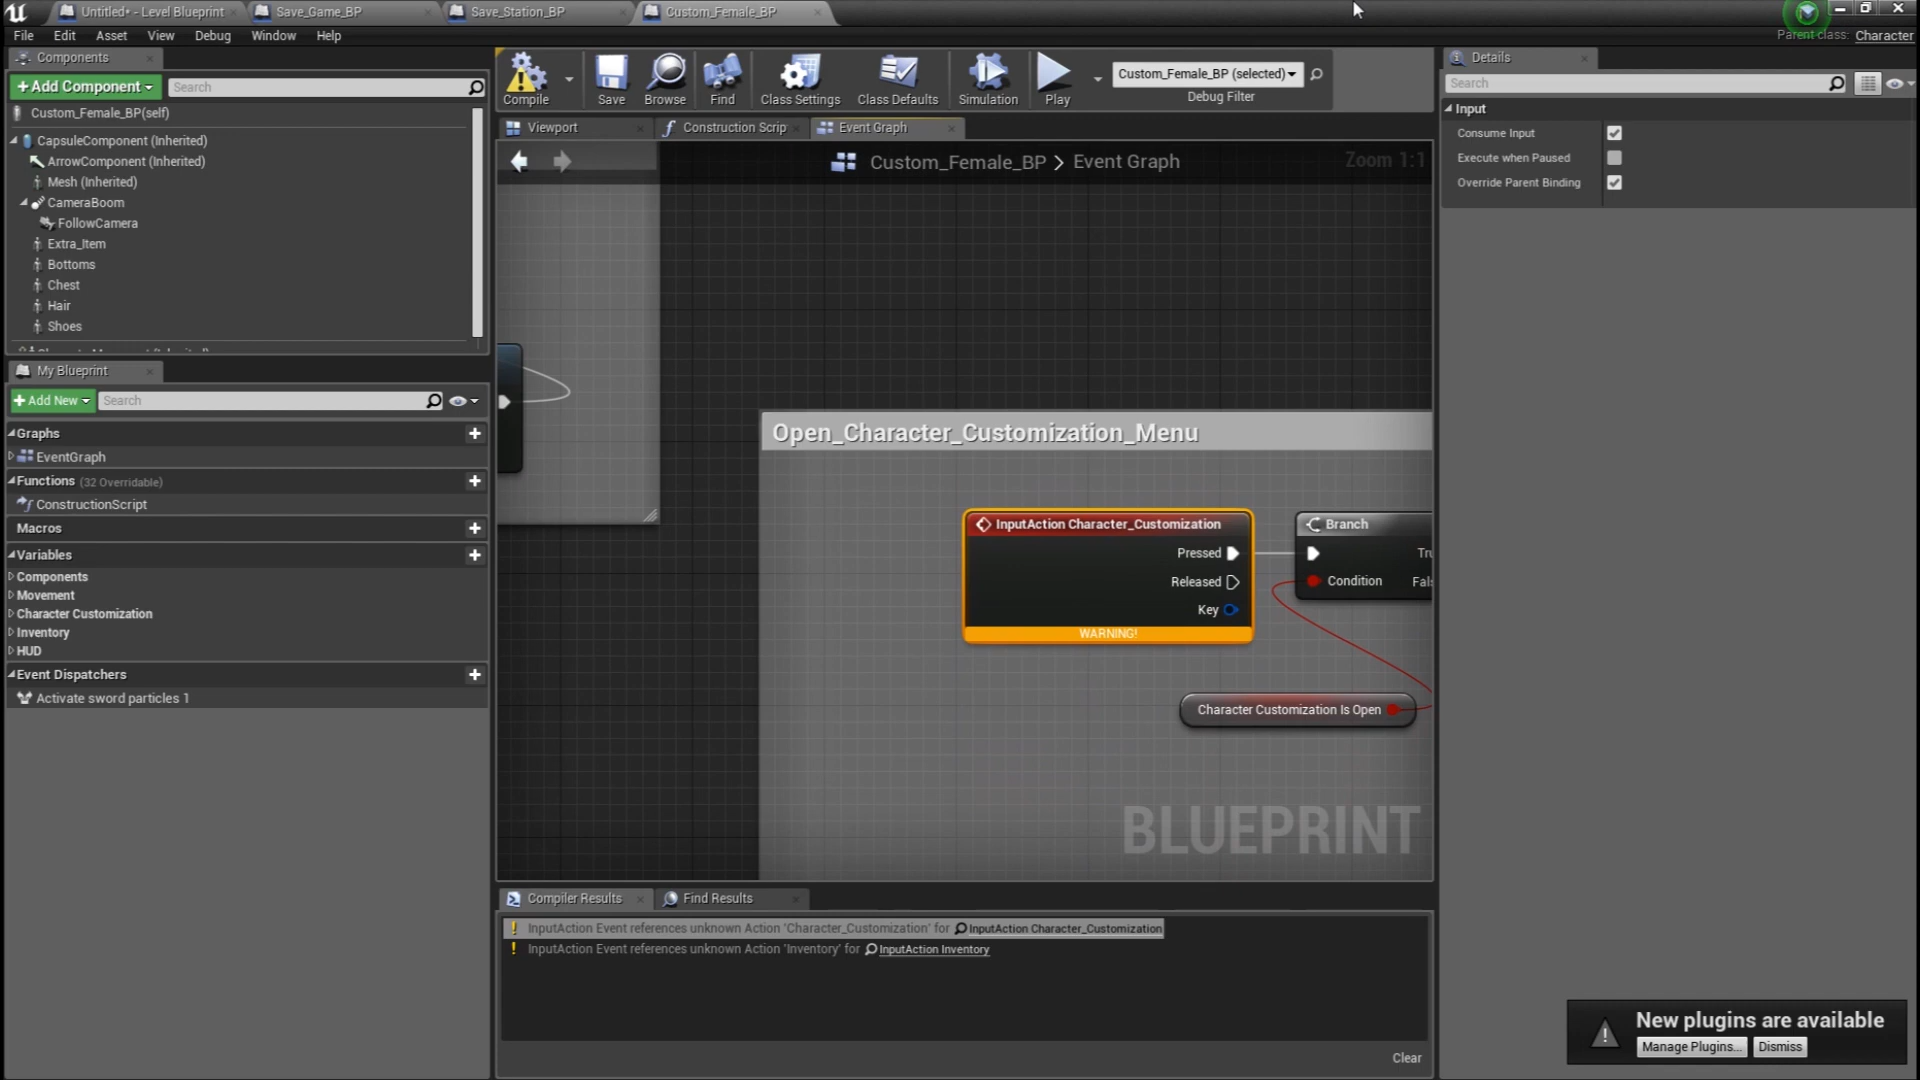 Untitled* - Level Blueprint
Save_Game_BP
Save_Station_BP
Custom_Female_BP
File Edit Asset View Window Debug Help
Parent class: Character
Components
+Add Component
Search
Custom_Female_BP(self)
CapsuleComponent (Inherited)
ArrowComponent (Inherited)
Mesh (Inherited)
CameraBoom
FollowCamera
Extra_Item
Bottoms
Chest
Hair
Shoes
My Blueprint
+Add New
Search
Graphs
EventGraph
Functions (32 Overridable)
ConstructionScript
Macros
Variables
Components
Movement
Character Customization
Inventory
HUD
Event Dispatchers
Activate sword particles 1
Compile
Save
Browse
Find
Class Settings
Class Defaults
Simulation
Play
Custom_Female_BP (selected)
Debug Filter
Viewport
Construction Scrip
Event Graph
Custom_Female_BP > Event Graph
Zoom 1:1
Open_Character_Customization_Menu
InputAction Character_Customization
Pressed
Released
Key
WARNING!
Branch
Tru
Condition
Fals
Character Customization Is Open
BLUEPRINT
Compiler Results
Find Results
InputAction Event references unknown Action 'Character_Customization' for InputAction Character_Customization
InputAction Event references unknown Action 'Inventory' for InputAction Inventory
Clear
Details
Search
Input
Consume Input
Execute when Paused
Override Parent Binding
New plugins are available
Manage Plugins...
Dismiss